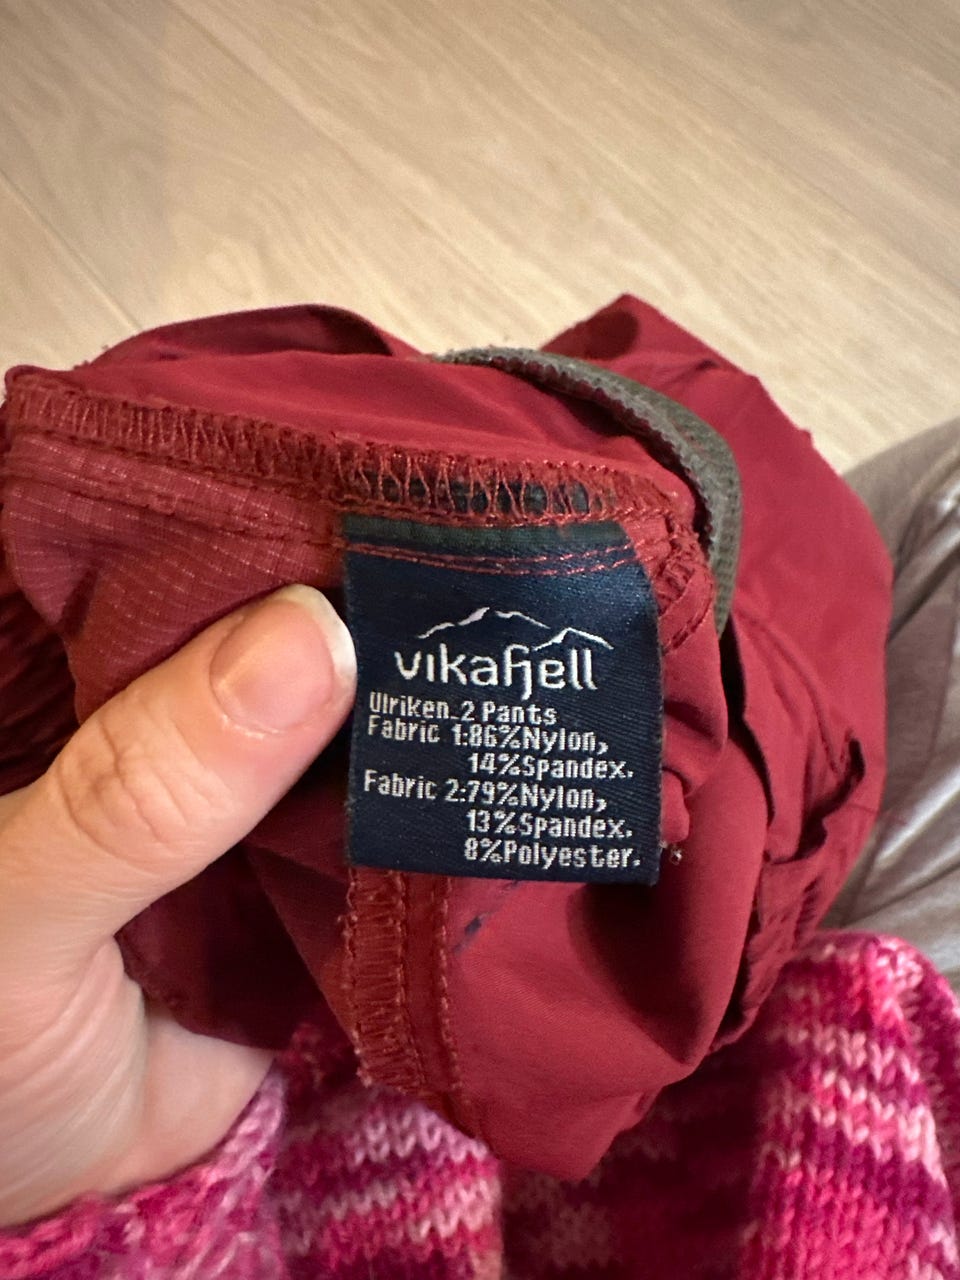 vikafjell
Ulriken_2 Pants
Fabric 1:86%Nylon,
14%Spandex.
Fabric 2:79%Nylon,
13%Spandex.
8%Polyester.